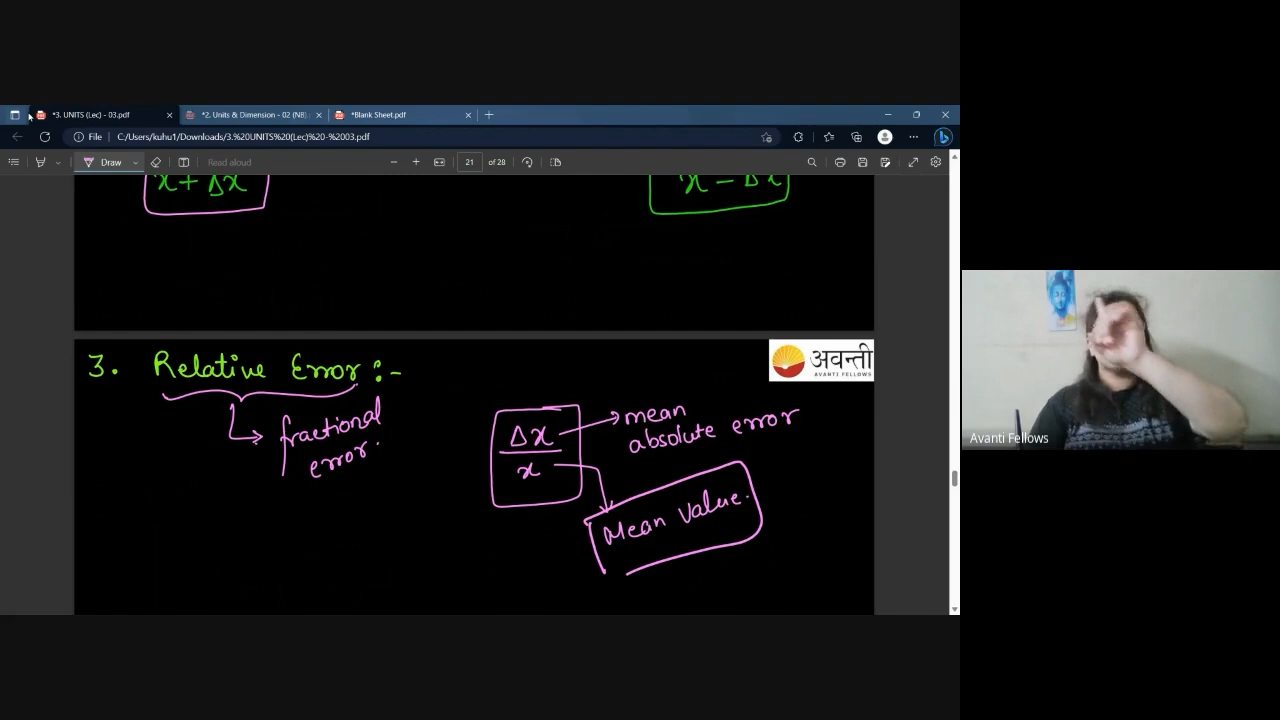 *3. UNITS (Lec) - 03.pdf
*2. Units & Dimension - 02 (NB).
*Blank Sheet.pdf
File
C:/Users/kuhu1/Downloads/3.%20UNITS%20(Lec)%20-%2003.pdf
Draw
Read aloud
21 of 28
x + Δx
x - Δx
3. Relative Error :-
अवन्ती
AVANTI FELLOWS
fractional
error.
Δx
x
mean
absolute error
Mean Value.
Avanti Fellows